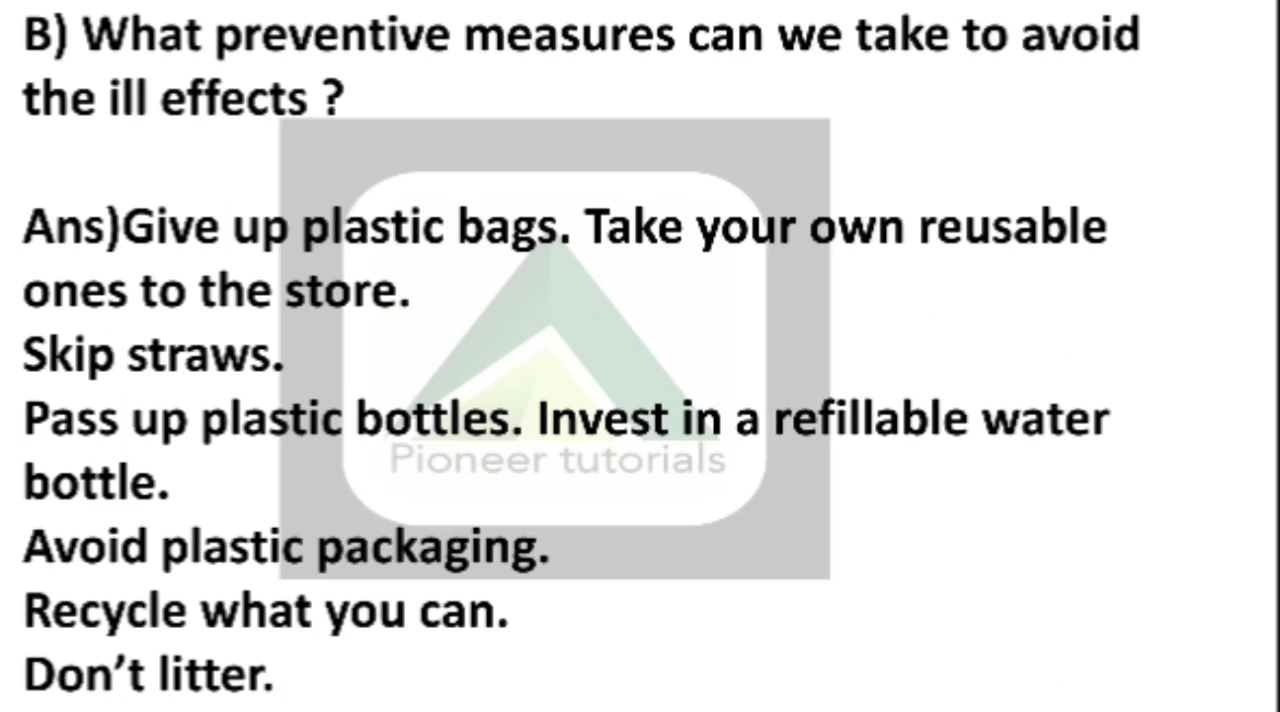 B) What preventive measures can we take to avoid
the ill effects ?
Ans)Give up plastic bags. Take your own reusable
ones to the store.
Skip straws.
Pass up plastic bottles. Invest in a refillable water
bottle.
Pioneer tutorials
Avoid plastic packaging.
Recycle what you can.
Don’t litter.